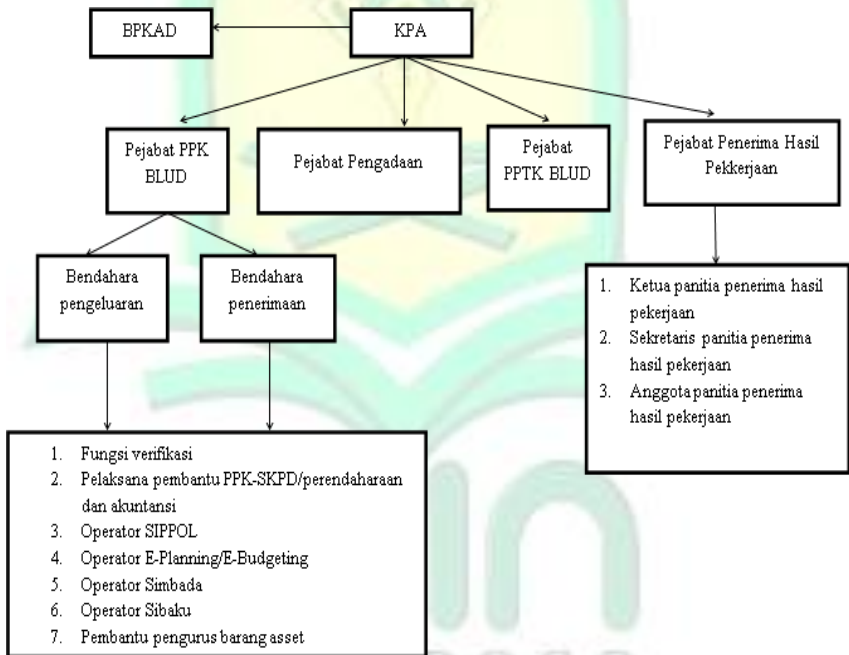 BPKAD
KPA
Pejabat PPK
BLUD
Pejabat Pengadaan
Pejabat
PPTK BLUD
Pejabat Penerima Hasil
Pekkerjaan
Bendahara
pengeluaran
Bendahara
penerimaan
1. Ketua panitia penerima hasil
pekerjaan
2. Sekretaris panitia penerima
hasil pekerjaan
3. Anggota panitia penerima
hasil pekerjaan
1. Fungsi verifikasi
2. Pelaksana pembantu PPK-SKPD/perendaharaan
dan akuntansi
3. Operator SIPPOL
4. Operator E-Planning/E-Budgeting
5. Operator Simbada
6. Operator Sibaku
7. Pembantu pengurus barang asset